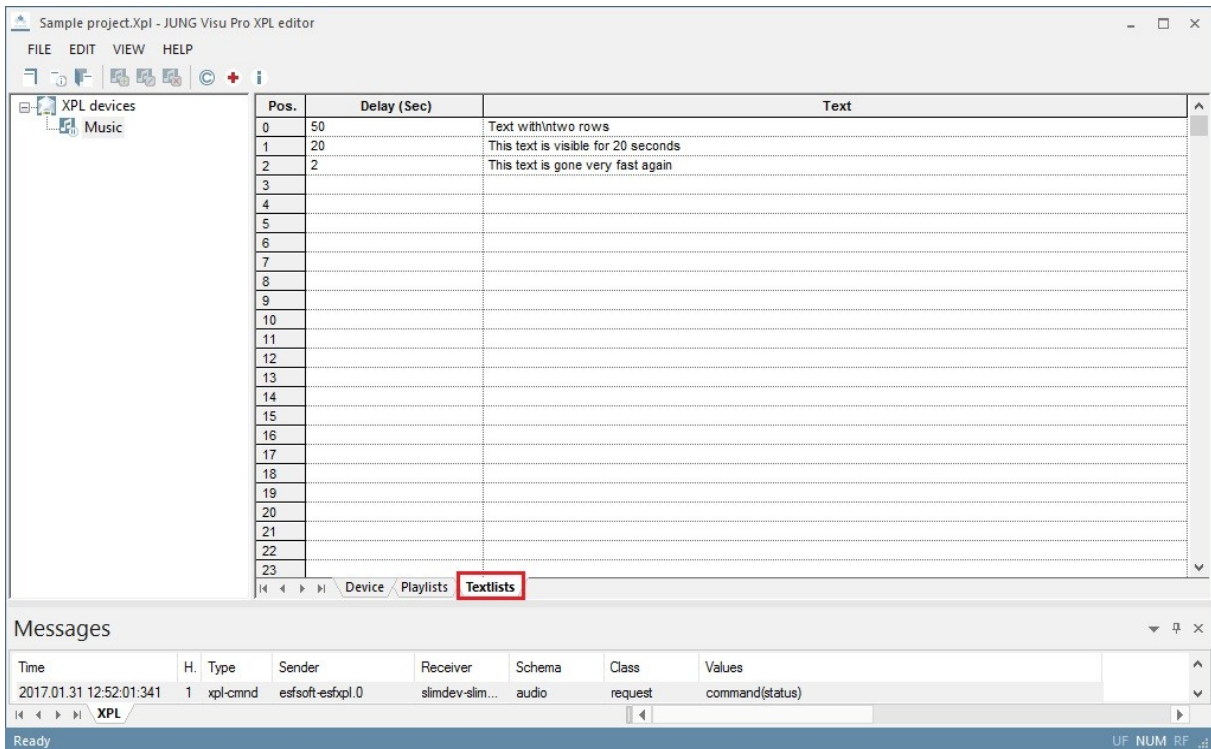 Sample project.Xpl - JUNG Visu Pro XPL editor
FILE EDIT VIEW HELP
XPL devices
Music
Pos. Delay (Sec) Text
0 50 Text with\ntwo rows
1 20 This text is visible for 20 seconds
2 2 This text is gone very fast again
3
4
5
6
7
8
9
10
11
12
13
14
15
16
17
18
19
20
21
22
23
Device Playlists Textlists
Messages
Time H. Type Sender Receiver Schema Class Values
2017.01.31 12:52:01:341 1 xpl-cmnd esfsoft-esfxpl.0 slimdev-slim... audio request command(status)
XPL
Ready UF NUM RF